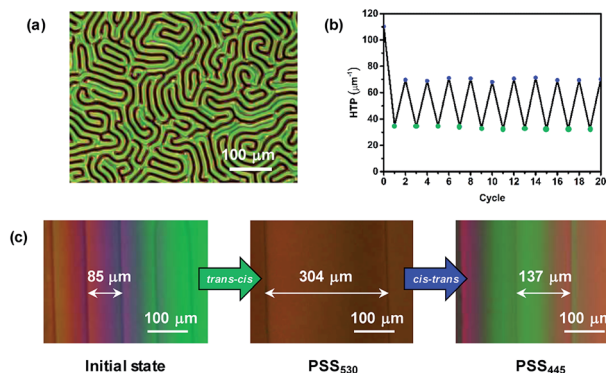 (a)
100 μm
(b)
HTP (μm⁻¹)
120
100
80
60
40
20
0
0 2 4 6 8 10 12 14 16 18 20
Cycle
(c)
85 μm
100 μm
Initial state
trans-cis
304 μm
100 μm
PSS₅₃₀
cis-trans
137 μm
100 μm
PSS₄₄₅